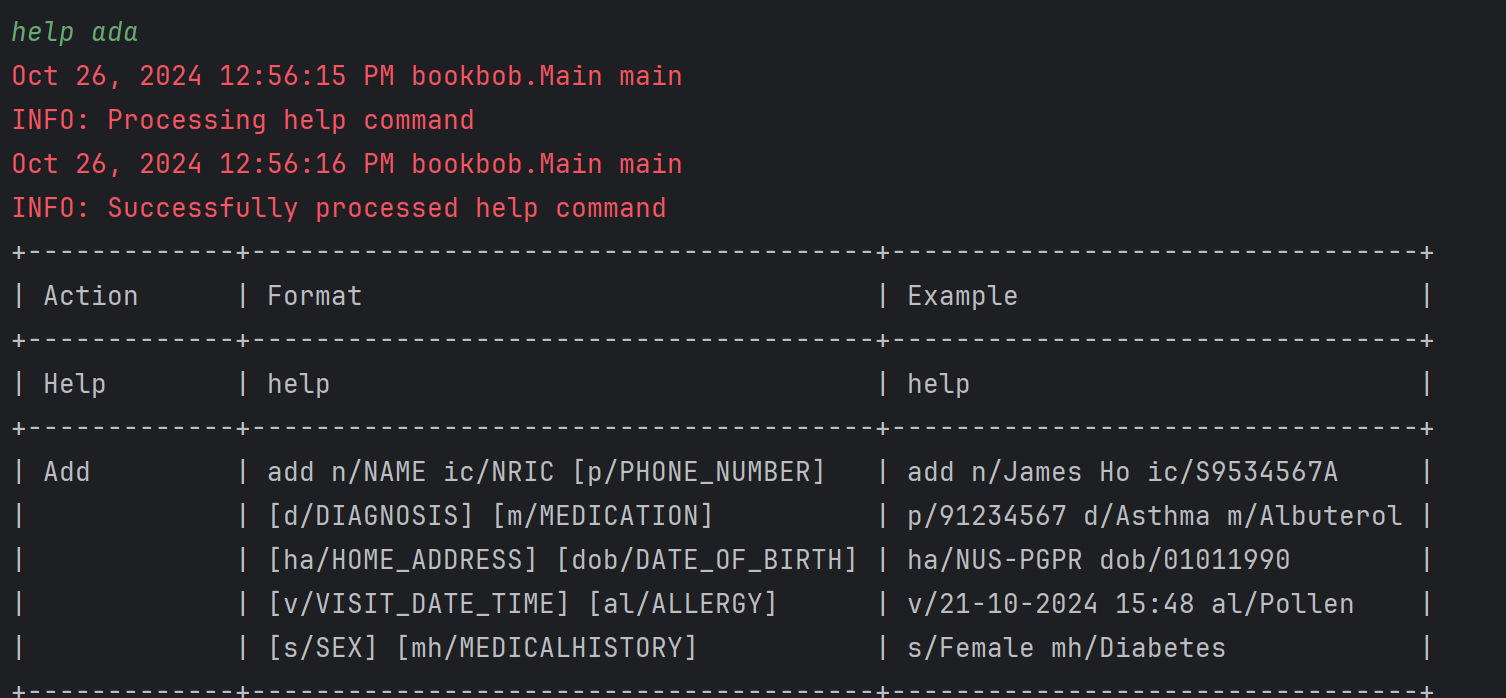 help ada
Oct 26, 2024 12:56:15 PM bookbob.Main main
INFO: Processing help command
Oct 26, 2024 12:56:16 PM bookbob.Main main
INFO: Successfully processed help command
+-------------+---------------------------------------+---------------------------------+
| Action      | Format                                | Example                         |
+-------------+---------------------------------------+---------------------------------+
| Help        | help                                  | help                            |
+-------------+---------------------------------------+---------------------------------+
| Add         | add n/NAME ic/NRIC [p/PHONE_NUMBER]   | add n/James Ho ic/S9534567A     |
|             | [d/DIAGNOSIS] [m/MEDICATION]          | p/91234567 d/Asthma m/Albuterol |
|             | [ha/HOME_ADDRESS] [dob/DATE_OF_BIRTH] | ha/NUS-PGPR dob/01011990        |
|             | [v/VISIT_DATE_TIME] [al/ALLERGY]      | v/21-10-2024 15:48 al/Pollen    |
|             | [s/SEX] [mh/MEDICALHISTORY]           | s/Female mh/Diabetes            |
+-------------+---------------------------------------+---------------------------------+